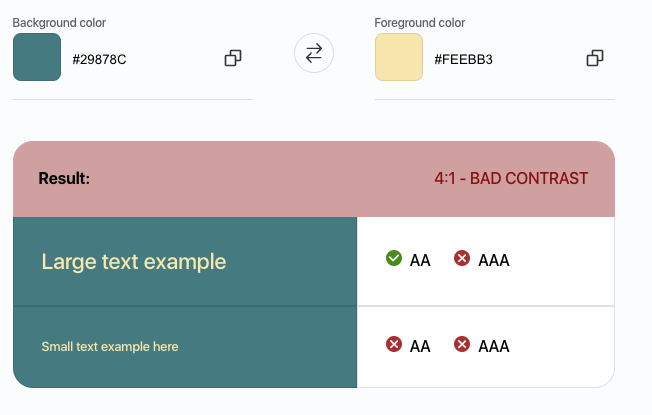 Background color
Foreground color
#29878C
#FEEBB3
Result:
4:1 - BAD CONTRAST
Large text example
AA
AAA
Small text example here
AA
AAA